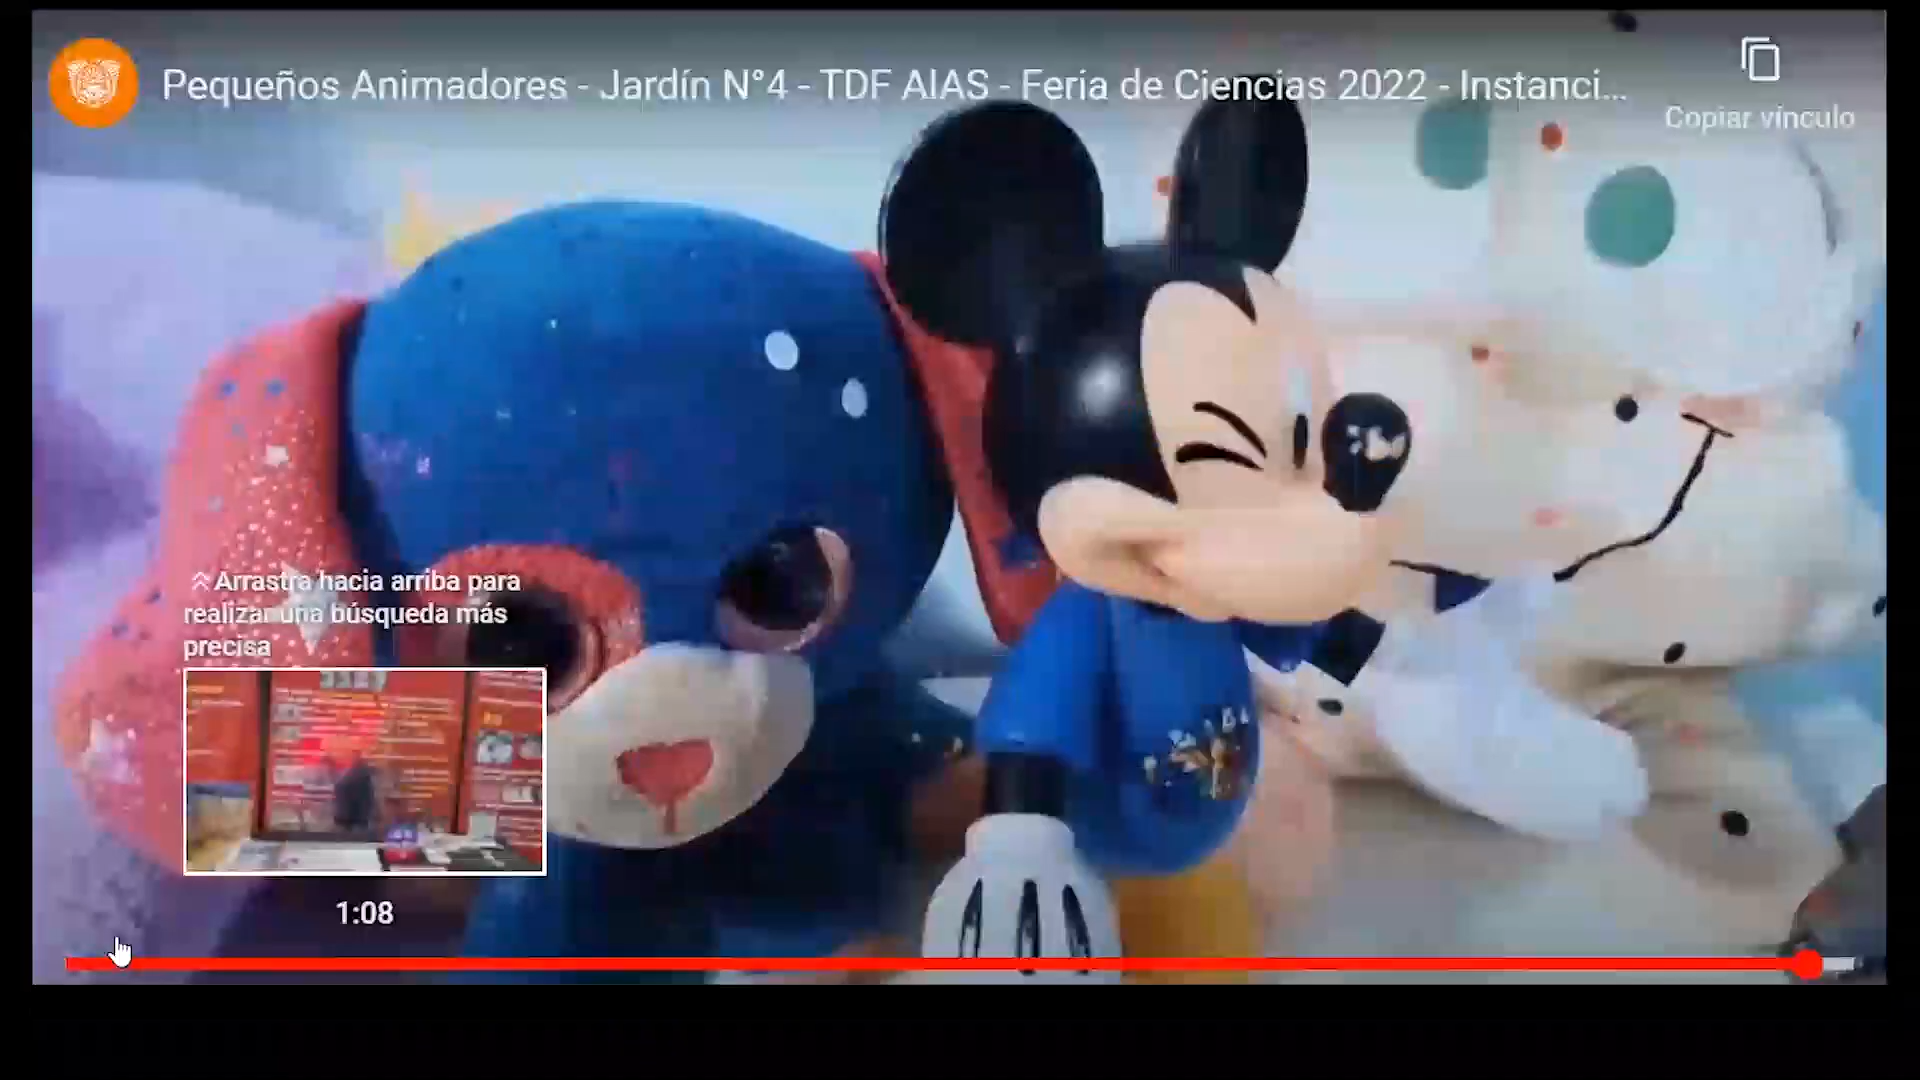 Pequeños Animadores - Jardín N°4 - TDF AIAS - Feria de Ciencias 2022 - Instanci...
Copiar vínculo
Arrastra hacia arriba para
realizar una búsqueda más
precisa
1:08